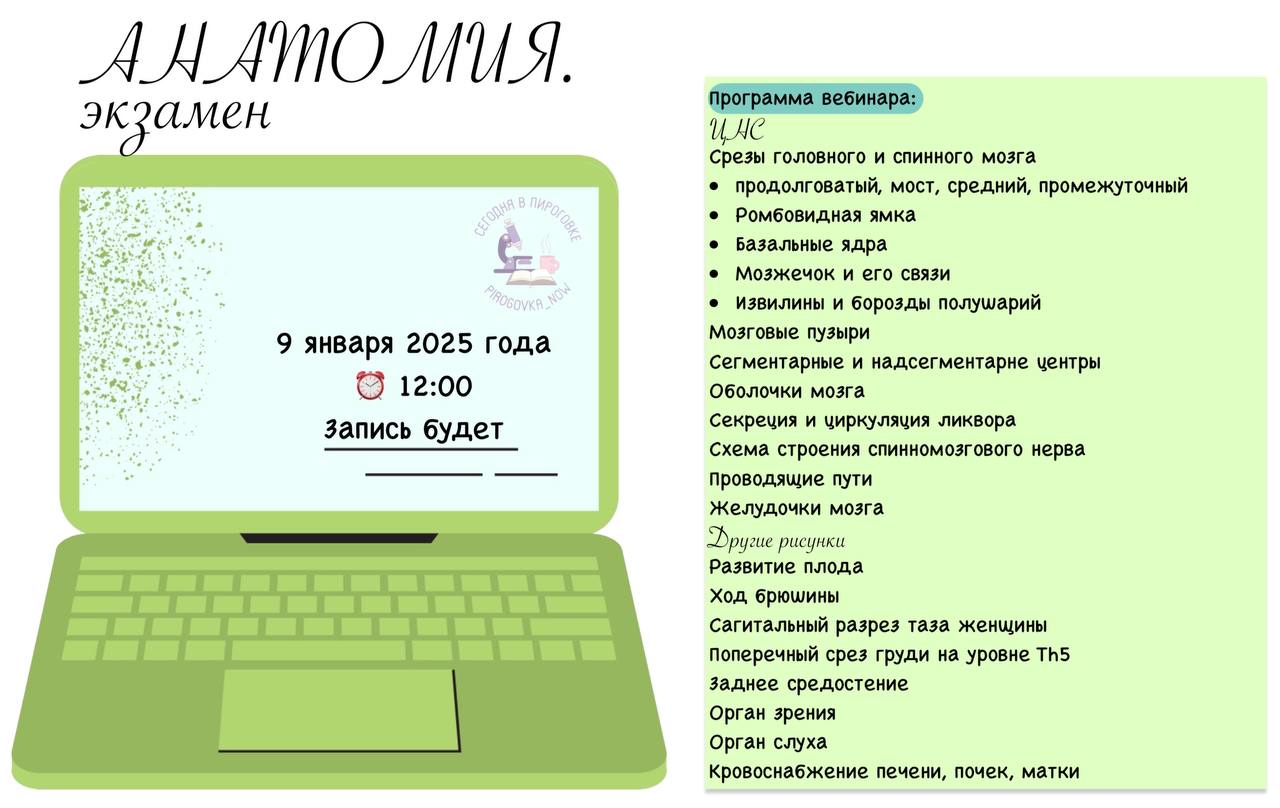 АНАТОМИЯ.
экзамен
СЕГОДНЯ В ПИРОГОВКЕ
PIROGOVKA_NOW
9 января 2025 года
⏰ 12:00
Запись будет
Программа вебинара:
ЦНС
Срезы головного и спинного мозга
• продолговатый, мост, средний, промежуточный
• Ромбовидная ямка
• Базальные ядра
• Мозжечок и его связи
• Извилины и борозды полушарий
Мозговые пузыри
Сегментарные и надсегментарне центры
Оболочки мозга
Секреция и циркуляция ликвора
Схема строения спинномозгового нерва
Проводящие пути
Желудочки мозга
Другие рисунки
Развитие плода
Ход брюшины
Сагитальный разрез таза женщины
Поперечный срез груди на уровне Th5
Заднее средостение
Орган зрения
Орган слуха
Кровоснабжение печени, почек, матки